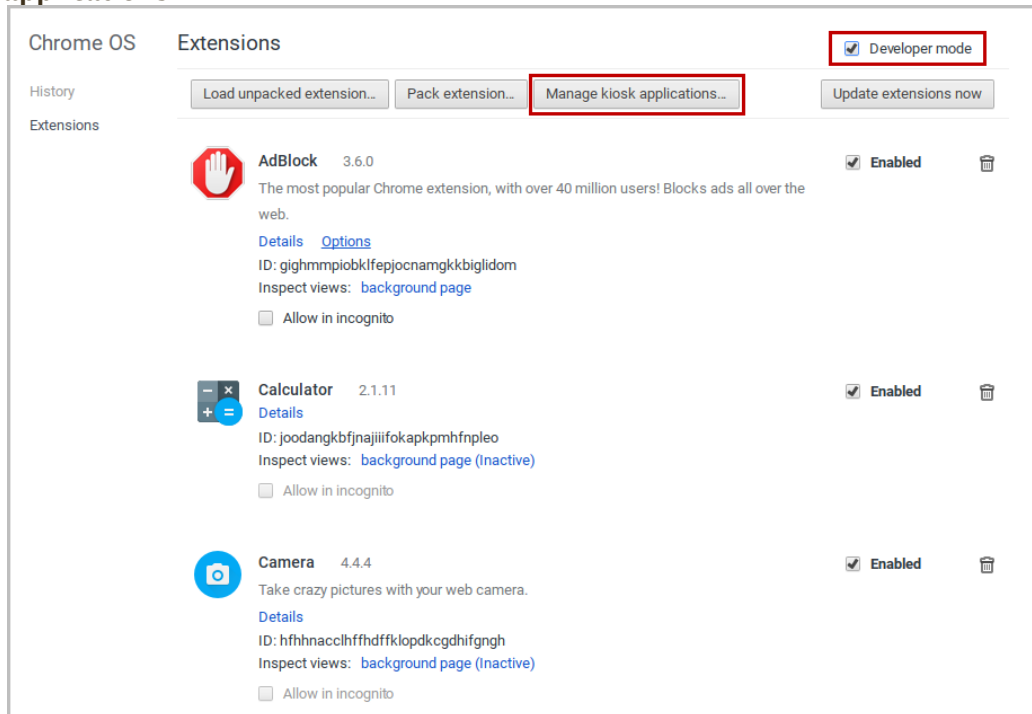 Chrome OS
Extensions
Developer mode
History
Extensions
Load unpacked extension...
Pack extension...
Manage kiosk applications...
Update extensions now
AdBlock 3.6.0
Enabled
The most popular Chrome extension, with over 40 million users! Blocks ads all over the
web.
Details Options
ID: gighmmpiobklfepjocnamgkkbiglidom
Inspect views: background page
Allow in incognito
Calculator 2.1.11
Enabled
Details
ID: joodangkbfjnajiiifokapkpmhfnpleo
Inspect views: background page (Inactive)
Allow in incognito
Camera 4.4.4
Enabled
Take crazy pictures with your web camera.
Details
ID: hfhhnacclhffhdffklopdkcgdhifgngh
Inspect views: background page (Inactive)
Allow in incognito